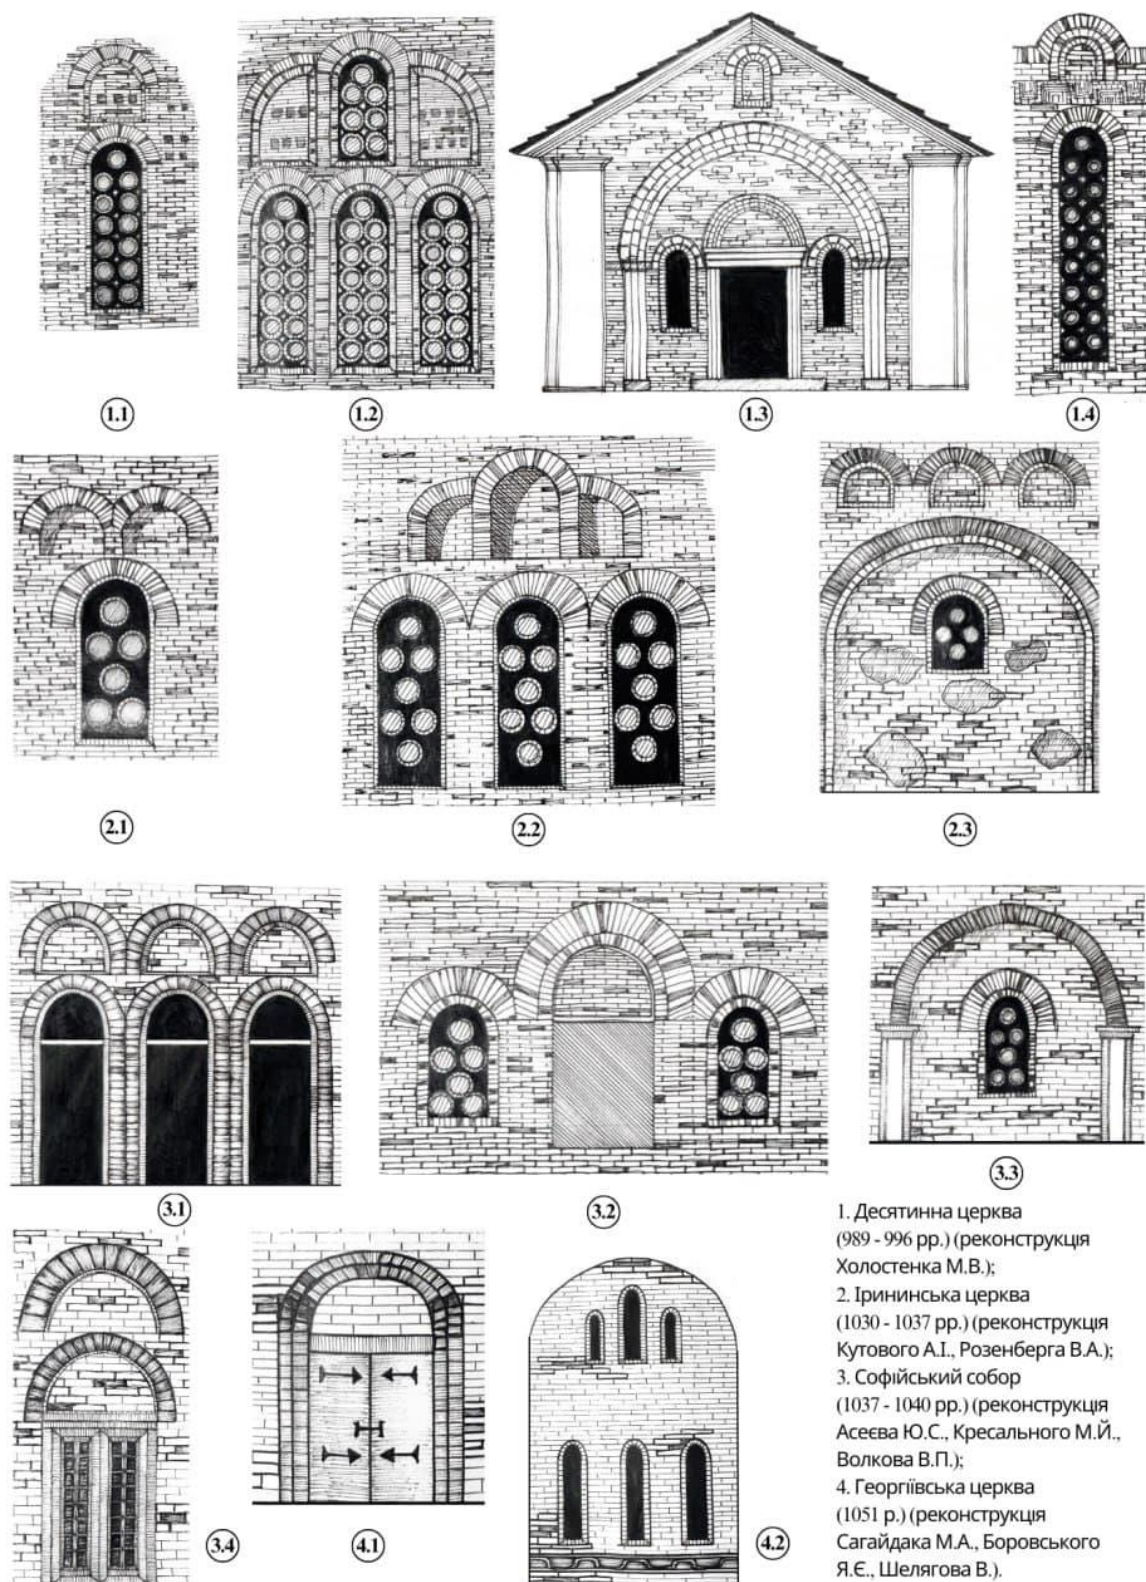 1.1
1.2
1.3
1.4
2.1
2.2
2.3
3.1
3.2
3.3
3.4
4.1
4.2
1. Десятинна церква
(989 - 996 рр.) (реконструкція
Холостенка М.В.);
2. Ірининська церква
(1030 - 1037 рр.) (реконструкція
Кутового А.І., Розенберга В.А.);
3. Софійський собор
(1037 - 1040 рр.) (реконструкція
Асеєва Ю.С., Кресального М.Й.,
Волкова В.П.);
4. Георгіївська церква
(1051 р.) (реконструкція
Сагайдака М.А., Боровського
Я.Є., Шелягова В.).